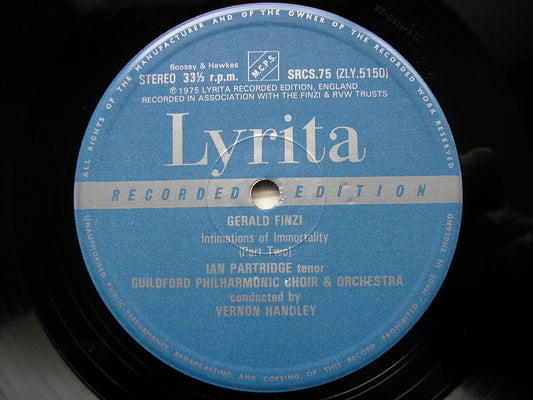 ALL RIGHTS OF THE MANUFACTURER AND OF THE OWNER OF THE RECORDED WORK RESERVED
Boosey & Hawkes
STEREO 33⅓ r.p.m.
M.C.P.S.
SRCS.75 (ZLY.5150)
Ⓟ 1975 LYRITA RECORDED EDITION, ENGLAND
RECORDED IN ASSOCIATION WITH THE FINZI & RVW TRUSTS
Lyrita
RECORDED EDITION
GERALD FINZI
Intimations of Immortality
(Part Two)
IAN PARTRIDGE tenor
GUILDFORD PHILHARMONIC CHOIR & ORCHESTRA
conducted by
VERNON HANDLEY
UNAUTHORISED PUBLIC PERFORMANCE, BROADCASTING AND COPYING OF THIS RECORD PROHIBITED. MADE IN ENGLAND